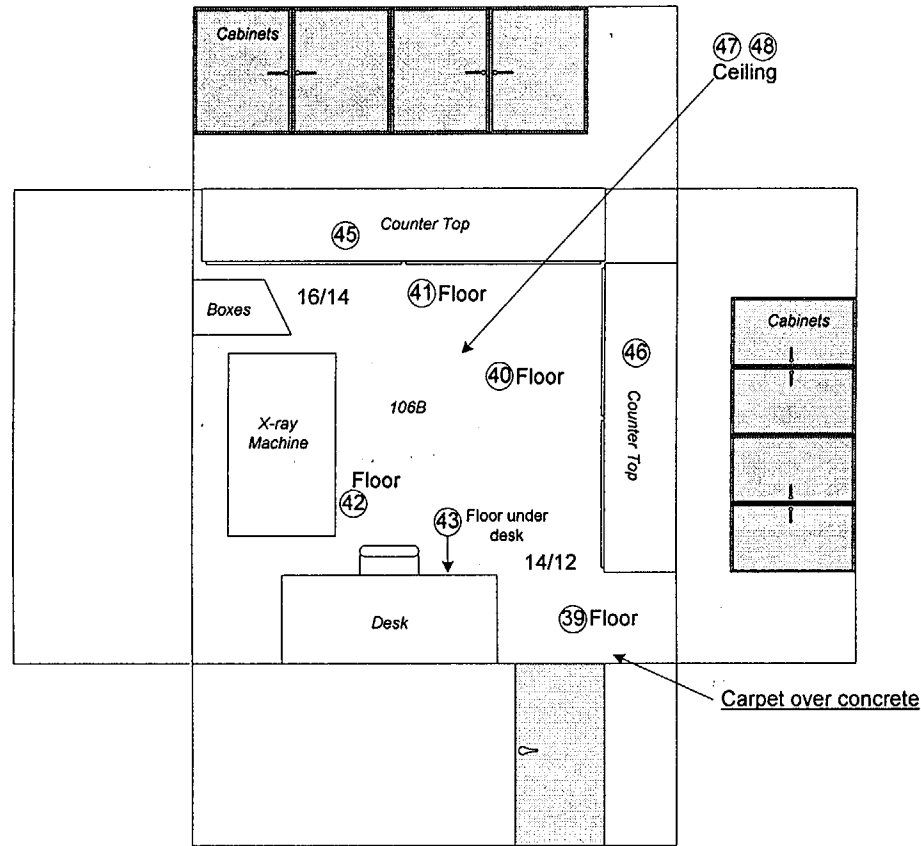 Cabinets
47 48
Ceiling
45 Counter Top
Boxes
16/14
41 Floor
Cabinets
46
40 Floor
106B
Counter Top
X-ray
Machine
Floor
42
43 Floor under
desk
14/12
Desk
39 Floor
Carpet over concrete